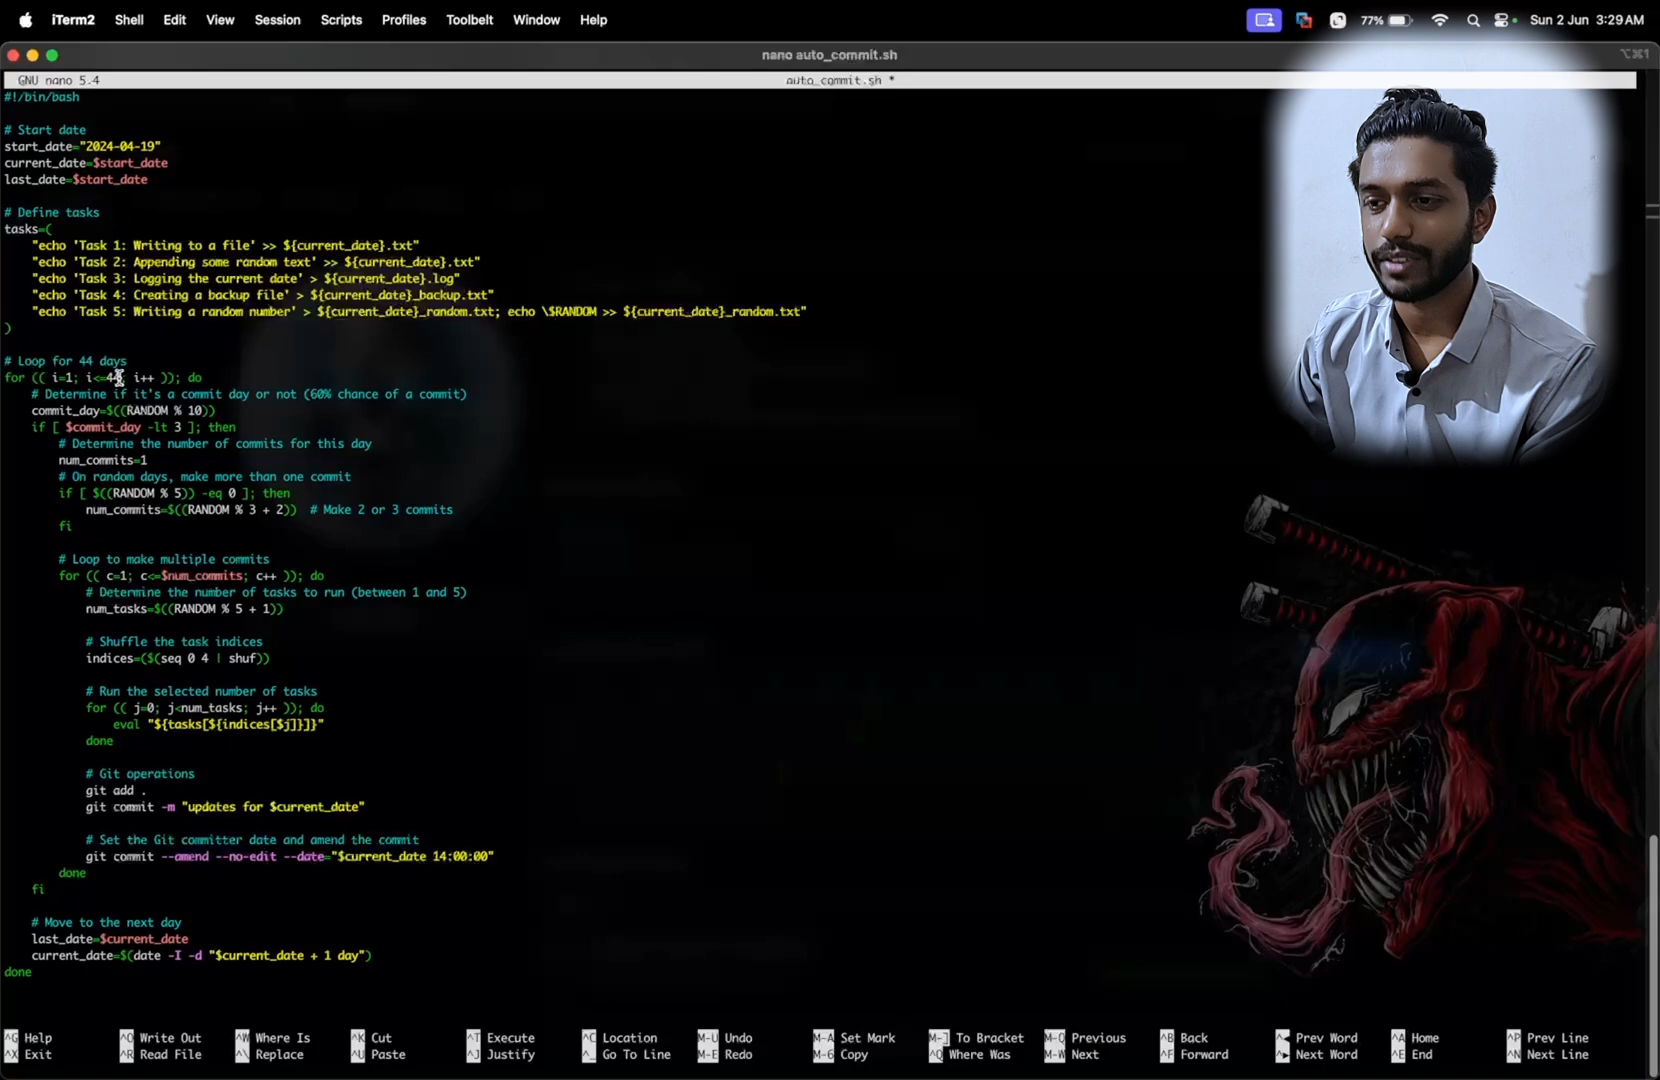 iTerm2 Shell Edit View Session Scripts Profiles Toolbelt Window Help 77% Sun 2 Jun 3:29 AM
nano auto_commit.sh ⌥⌘1
GNU nano 5.4 auto_commit.sh *
#!/bin/bash
# Start date
start_date="2024-04-19"
current_date=$start_date
last_date=$start_date
# Define tasks
tasks=(
"echo 'Task 1: Writing to a file' >> ${current_date}.txt"
"echo 'Task 2: Appending some random text' >> ${current_date}.txt"
"echo 'Task 3: Logging the current date' > ${current_date}.log"
"echo 'Task 4: Creating a backup file' > ${current_date}_backup.txt"
"echo 'Task 5: Writing a random number' > ${current_date}_random.txt; echo \$RANDOM >> ${current_date}_random.txt"
)
# Loop for 44 days
for (( i=1; i<=44; i++ )); do
# Determine if it's a commit day or not (60% chance of a commit)
commit_day=$((RANDOM % 10))
if [ $commit_day -lt 3 ]; then
# Determine the number of commits for this day
num_commits=1
# On random days, make more than one commit
if [ $((RANDOM % 5)) -eq 0 ]; then
num_commits=$((RANDOM % 3 + 2)) # Make 2 or 3 commits
fi
# Loop to make multiple commits
for (( c=1; c<=$num_commits; c++ )); do
# Determine the number of tasks to run (between 1 and 5)
num_tasks=$((RANDOM % 5 + 1))
# Shuffle the task indices
indices=($(seq 0 4 | shuf))
# Run the selected number of tasks
for (( j=0; j<num_tasks; j++ )); do
eval "${tasks[${indices[$j]}]}"
done
# Git operations
git add .
git commit -m "updates for $current_date"
# Set the Git committer date and amend the commit
git commit --amend --no-edit --date="$current_date 14:00:00"
done
fi
# Move to the next day
last_date=$current_date
current_date=$(date -I -d "$current_date + 1 day")
done
^G Help ^O Write Out ^W Where Is ^K Cut ^T Execute ^C Location M-U Undo M-A Set Mark M-] To Bracket M-Q Previous ^B Back ^◂ Prev Word ^A Home ^P Prev Line
^X Exit ^R Read File ^\ Replace ^U Paste ^J Justify ^_ Go To Line M-E Redo M-6 Copy ^Q Where Was M-W Next ^F Forward ^▸ Next Word ^E End ^N Next Line